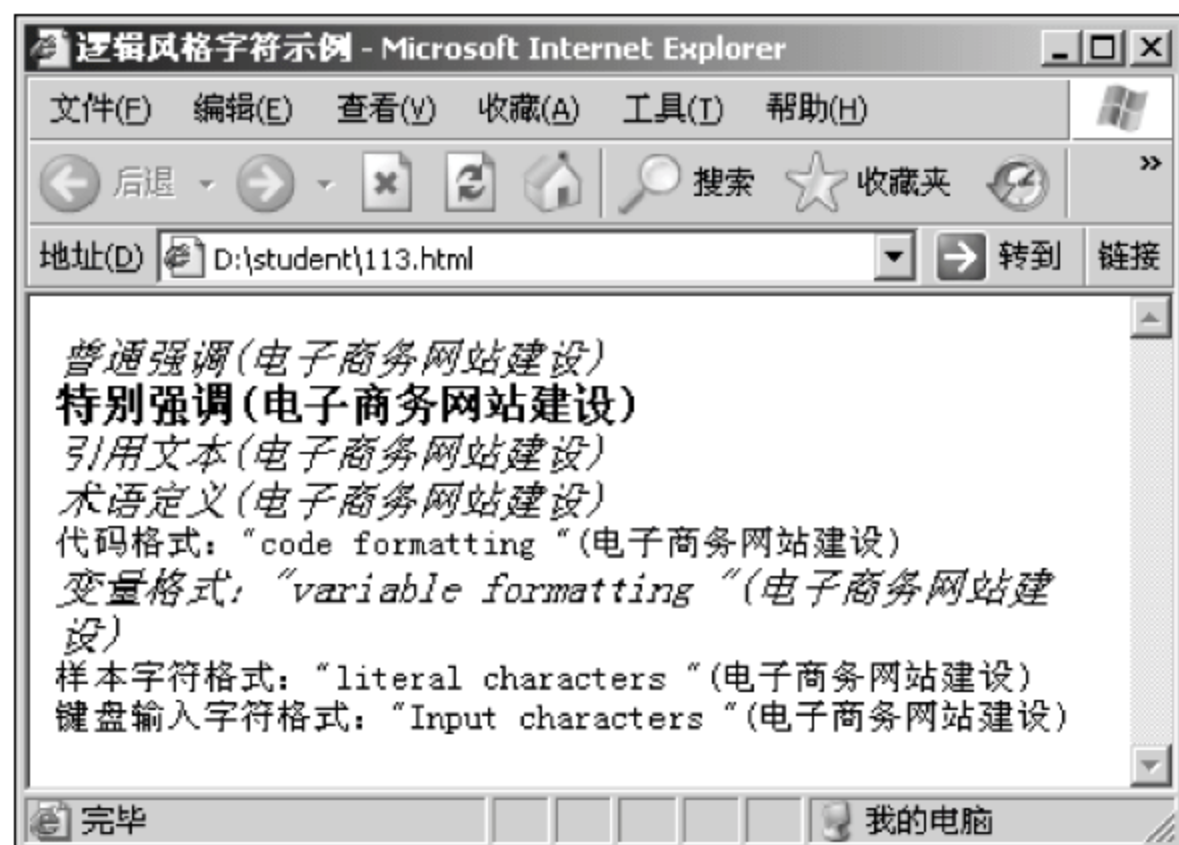 逻辑风格字符示例 - Microsoft Internet Explorer
文件(F) 编辑(E) 查看(V) 收藏(A) 工具(T) 帮助(H)
后退 搜索 收藏夹 »
地址(D) D:\student\113.html 转到 链接
普通强调(电子商务网站建设)
特别强调(电子商务网站建设)
引用文本(电子商务网站建设)
术语定义(电子商务网站建设)
代码格式："code formatting "(电子商务网站建设)
变量格式："variable formatting "(电子商务网站建
设)
样本字符格式："literal characters "(电子商务网站建设)
键盘输入字符格式："Input characters "(电子商务网站建设)
完毕 我的电脑